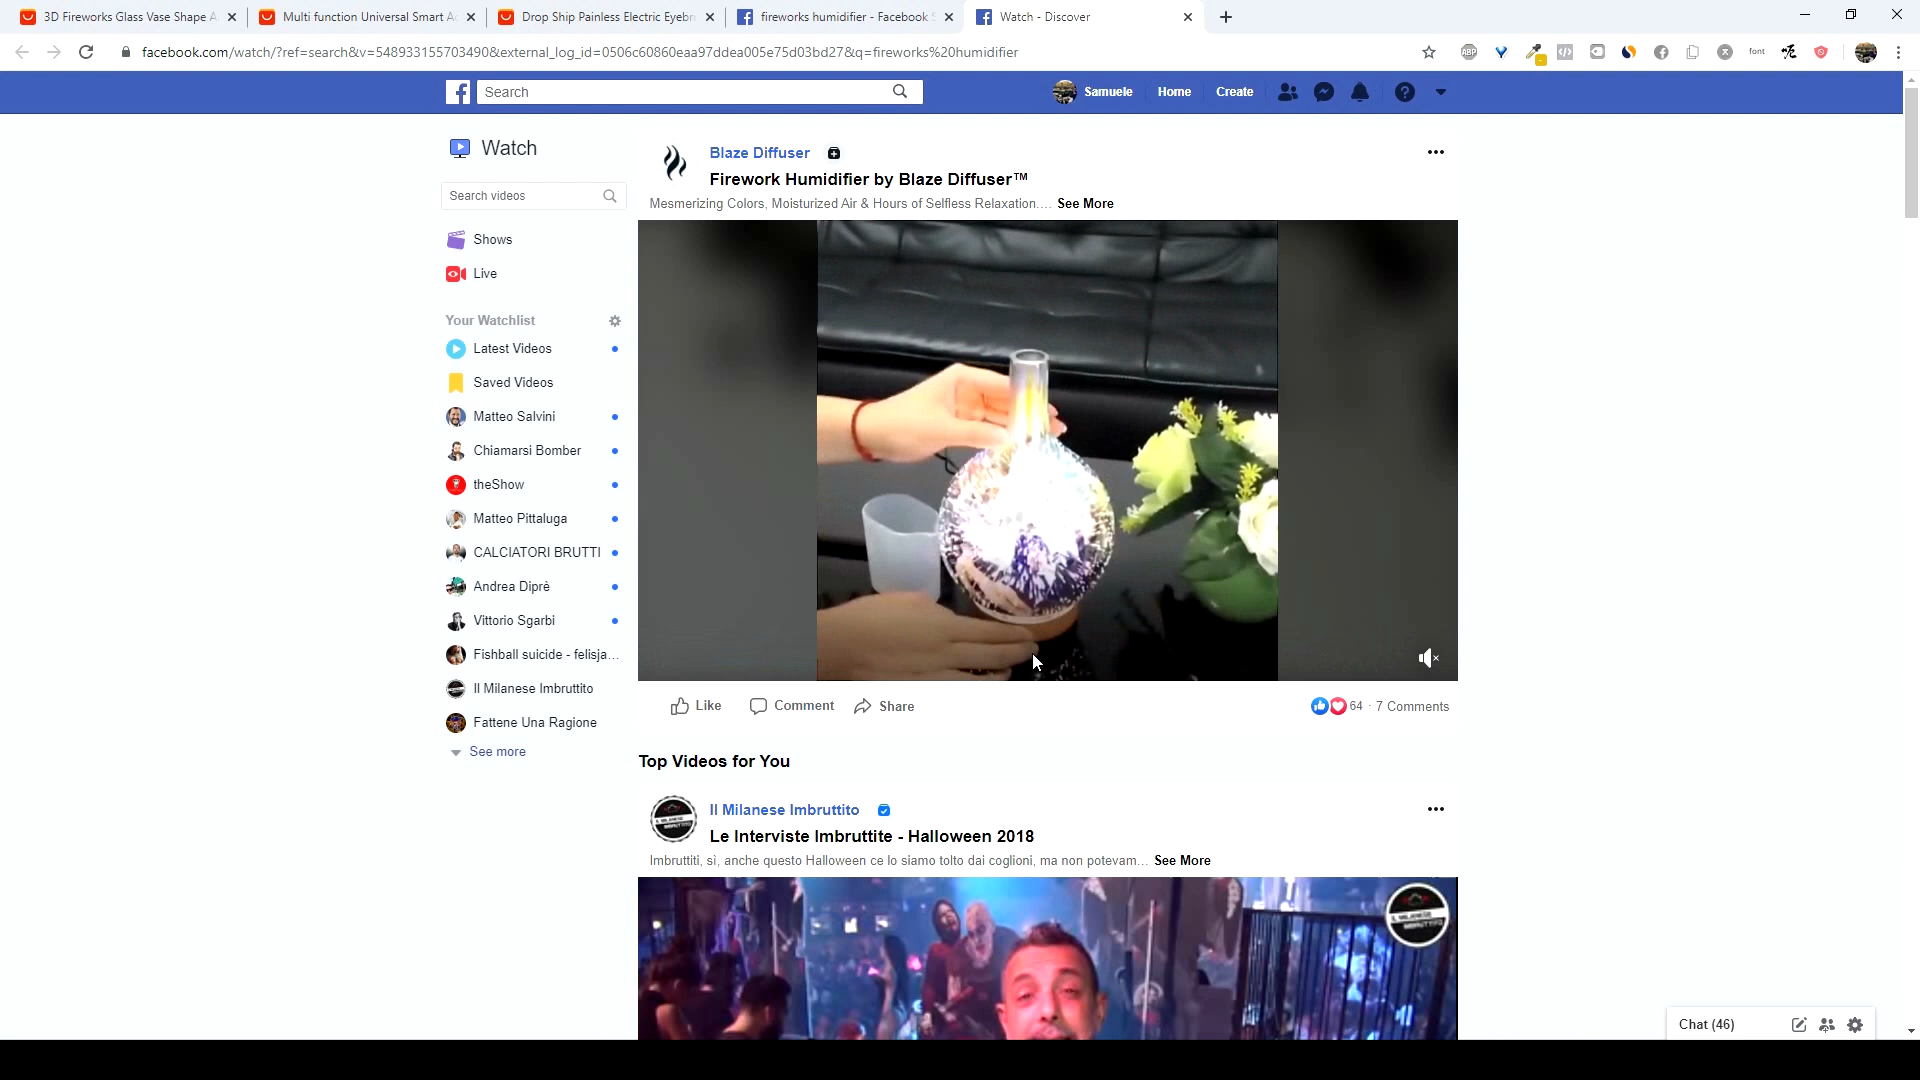 3D Fireworks Glass Vase Shape A
Multi function Universal Smart Ac
Drop Ship Painless Electric Eyebr
fireworks humidifier - Facebook S
Watch - Discover
facebook.com/watch/?ref=search&v=548933155703490&external_log_id=0506c60860eaa97ddea005e75d03bd27&q=fireworks%20humidifier
ABP
font
Search
Samuele
Home
Create
Watch
Search videos
Shows
Live
Your Watchlist
Latest Videos
Saved Videos
Matteo Salvini
Chiamarsi Bomber
theShow
Matteo Pittaluga
CALCIATORI BRUTTI
Andrea Diprè
Vittorio Sgarbi
Fishball suicide - felisja...
Il Milanese Imbruttito
Fattene Una Ragione
See more
Blaze Diffuser
Firework Humidifier by Blaze Diffuser™
Mesmerizing Colors, Moisturized Air & Hours of Selfless Relaxation.... See More
Like
Comment
Share
64 · 7 Comments
Top Videos for You
Il Milanese Imbruttito
Le Interviste Imbruttite - Halloween 2018
Imbruttiti, sì, anche questo Halloween ce lo siamo tolto dai coglioni, ma non potevam... See More
IL MILANESE
IMBRUTTITO
Chat (46)